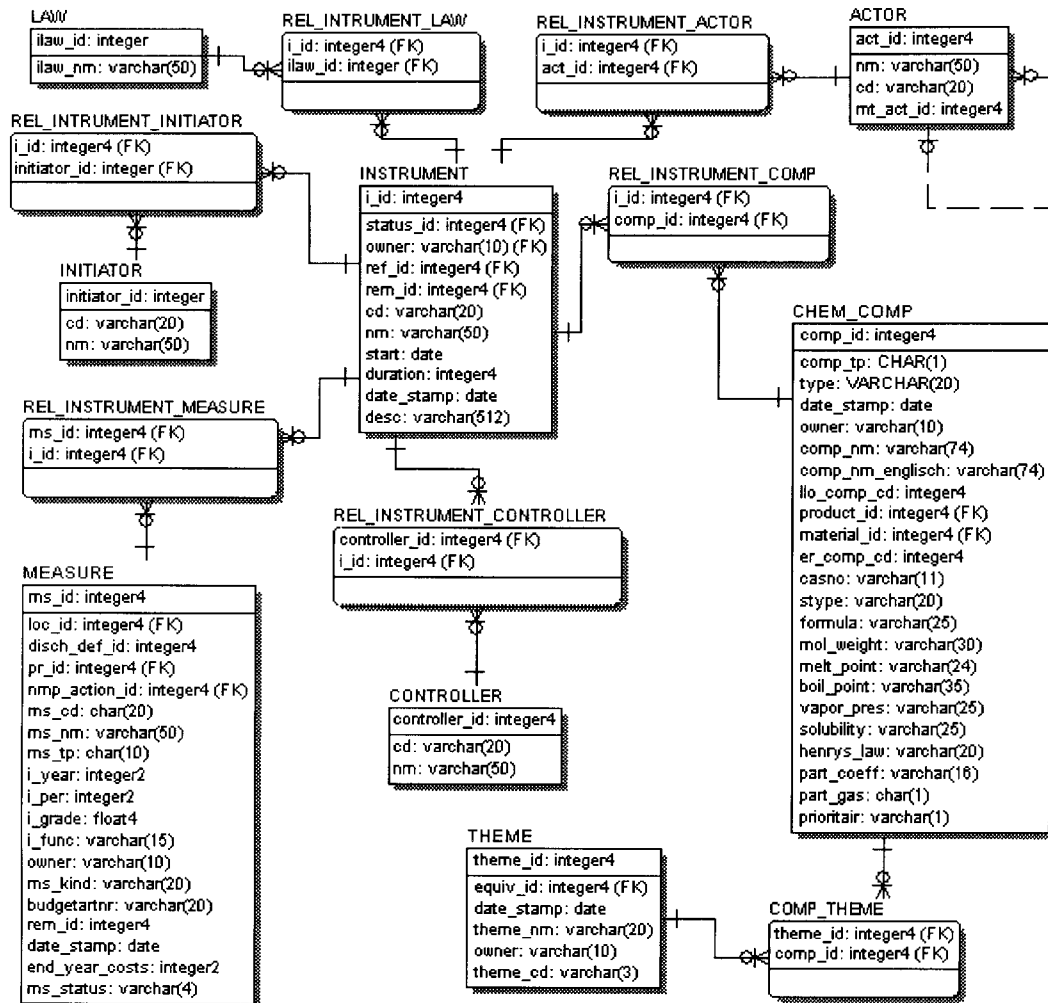 LAW
ilaw_id: integer
ilaw_nm: varchar(50)
REL_INTRUMENT_LAW
i_id: integer4 (FK)
ilaw_id: integer (FK)
REL_INSTRUMENT_ACTOR
i_id: integer4 (FK)
act_id: integer4 (FK)
ACTOR
act_id: integer4
nm: varchar(50)
cd: varchar(20)
mt_act_id: integer4
REL_INTRUMENT_INITIATOR
i_id: integer4 (FK)
initiator_id: integer (FK)
INSTRUMENT
i_id: integer4
status_id: integer4 (FK)
owner: varchar(10) (FK)
ref_id: integer4 (FK)
rem_id: integer4 (FK)
cd: varchar(20)
nm: varchar(50)
start: date
duration: integer4
date_stamp: date
desc: varchar(512)
REL_INSTRUMENT_COMP
i_id: integer4 (FK)
comp_id: integer4 (FK)
INITIATOR
initiator_id: integer
cd: varchar(20)
nm: varchar(50)
CHEM_COMP
comp_id: integer4
comp_tp: CHAR(1)
type: VARCHAR(20)
date_stamp: date
owner: varchar(10)
comp_nm: varchar(74)
comp_nm_englisch: varchar(74)
llo_comp_cd: integer4
product_id: integer4 (FK)
material_id: integer4 (FK)
er_comp_cd: integer4
casno: varchar(11)
stype: varchar(20)
formula: varchar(25)
mol_weight: varchar(30)
melt_point: varchar(24)
boil_point: varchar(35)
vapor_pres: varchar(25)
solubility: varchar(25)
henrys_law: varchar(20)
part_coeff: varchar(16)
part_gas: char(1)
prioritair: varchar(1)
REL_INSTRUMENT_MEASURE
ms_id: integer4 (FK)
i_id: integer4 (FK)
REL_INSTRUMENT_CONTROLLER
controller_id: integer4 (FK)
i_id: integer4 (FK)
MEASURE
ms_id: integer4
loc_id: integer4 (FK)
disch_def_id: integer4
pr_id: integer4 (FK)
nmp_action_id: integer4 (FK)
ms_cd: char(20)
ms_nm: varchar(50)
ms_tp: char(10)
i_year: integer2
i_per: integer2
i_grade: float4
i_func: varchar(15)
owner: varchar(10)
ms_kind: varchar(20)
budgetartnr: varchar(20)
rem_id: integer4
date_stamp: date
end_year_costs: integer2
ms_status: varchar(4)
CONTROLLER
controller_id: integer4
cd: varchar(20)
nm: varchar(50)
THEME
theme_id: integer4
equiv_id: integer4 (FK)
date_stamp: date
theme_nm: varchar(20)
owner: varchar(10)
theme_cd: varchar(3)
COMP_THEME
theme_id: integer4 (FK)
comp_id: integer4 (FK)